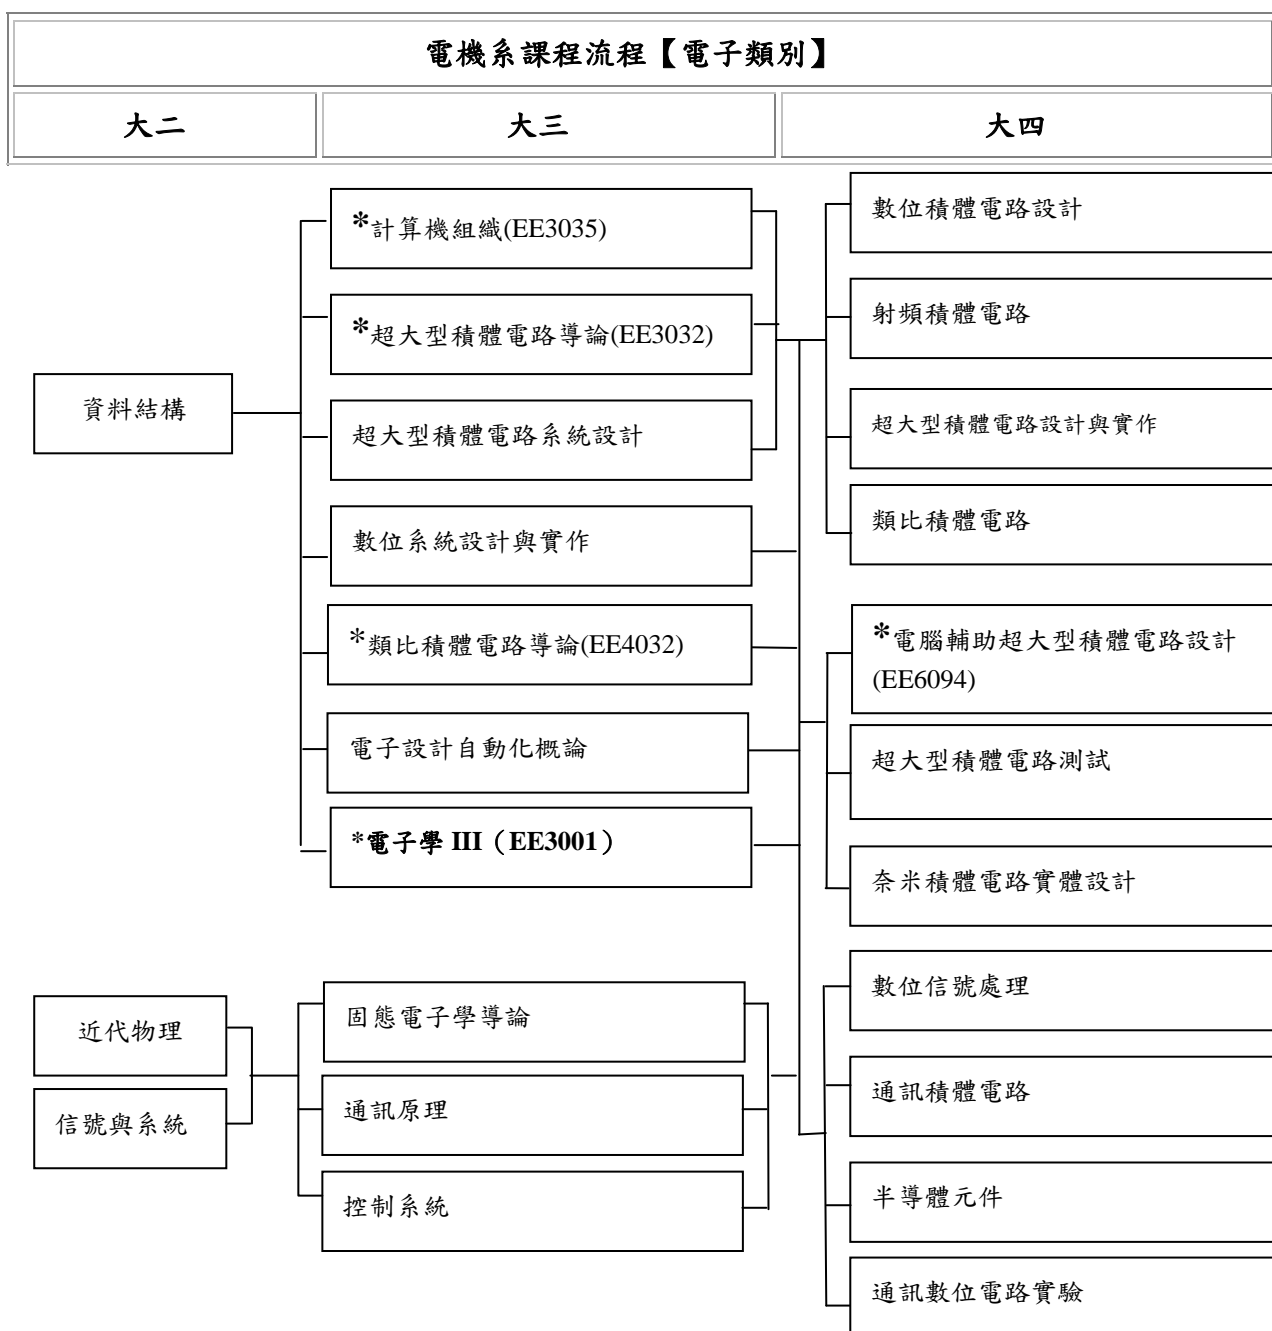 電機系課程流程【電子類別】
大二
大三
大四
資料結構
近代物理
信號與系統
*計算機組織(EE3035)
*超大型積體電路導論(EE3032)
超大型積體電路系統設計
數位系統設計與實作
*類比積體電路導論(EE4032)
電子設計自動化概論
*電子學 III（EE3001）
固態電子學導論
通訊原理
控制系統
數位積體電路設計
射頻積體電路
超大型積體電路設計與實作
類比積體電路
*電腦輔助超大型積體電路設計
(EE6094)
超大型積體電路測試
奈米積體電路實體設計
數位信號處理
通訊積體電路
半導體元件
通訊數位電路實驗